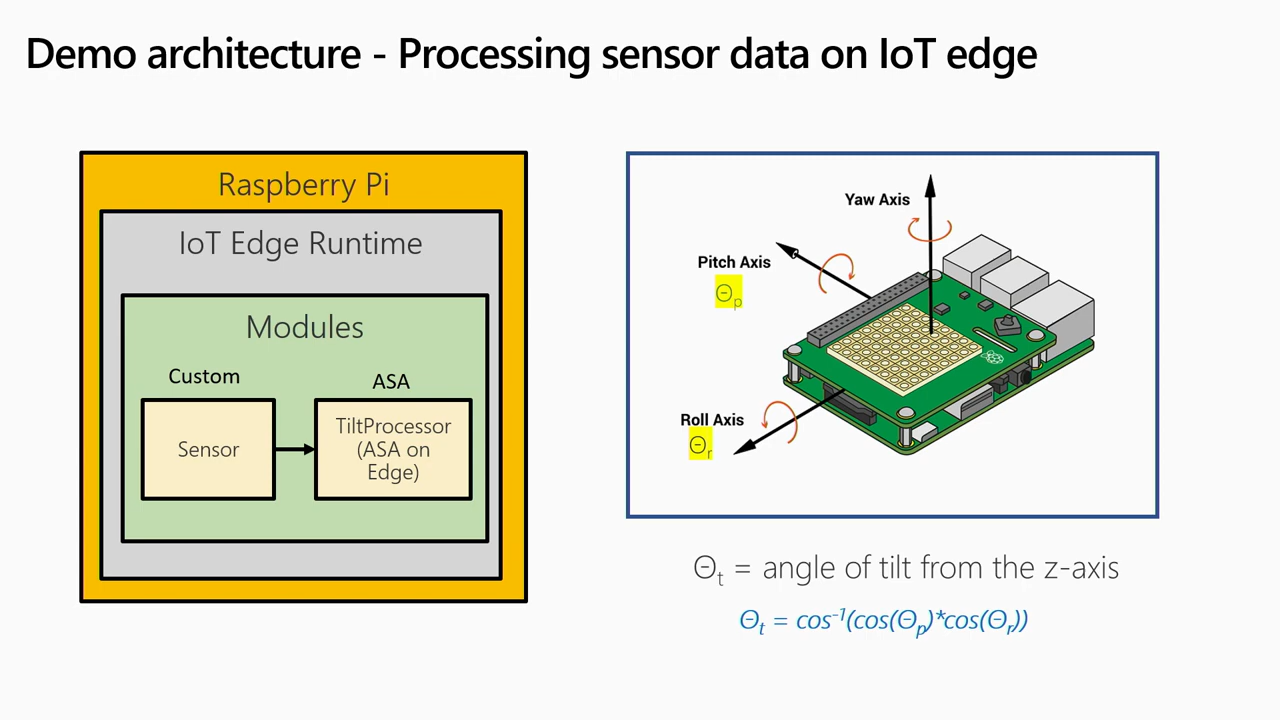 Demo architecture - Processing sensor data on IoT edge
Raspberry Pi
IoT Edge Runtime
Modules
Custom
ASA
Sensor
TiltProcessor
(ASA on
Edge)
Yaw Axis
Pitch Axis
Θp
Roll Axis
Θr
Θt = angle of tilt from the z-axis
Θt = cos⁻¹(cos(Θp)*cos(Θr))